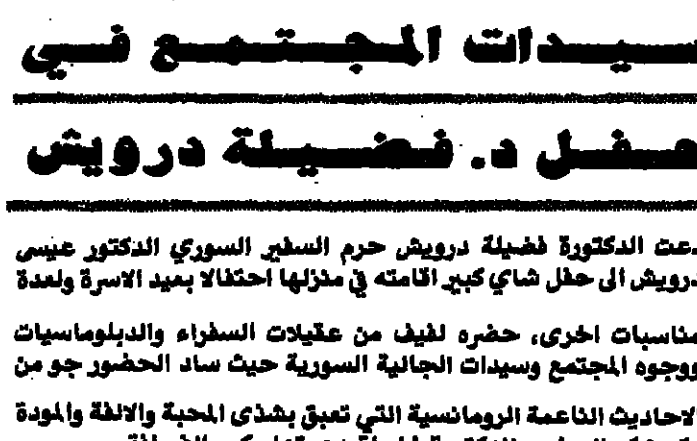 سيدات المجتمع في
حفل د. فضيلة درويش
دعت الدكتورة فضيلة درويش حرم السفير السوري الدكتور عيسى
درويش الى حفل شاي كبير اقامته في منزلها احتفالا بعيد الاسرة ولعدة
مناسبات اخرى، حضره لفيف من عقيلات السفراء والدبلوماسيات
ووجوه المجتمع وسيدات الجالية السورية حيث ساد الحضور جو من
الاحاديث الناعمة الرومانسية التي تعبق بشذى المحبة والالفة والمودة